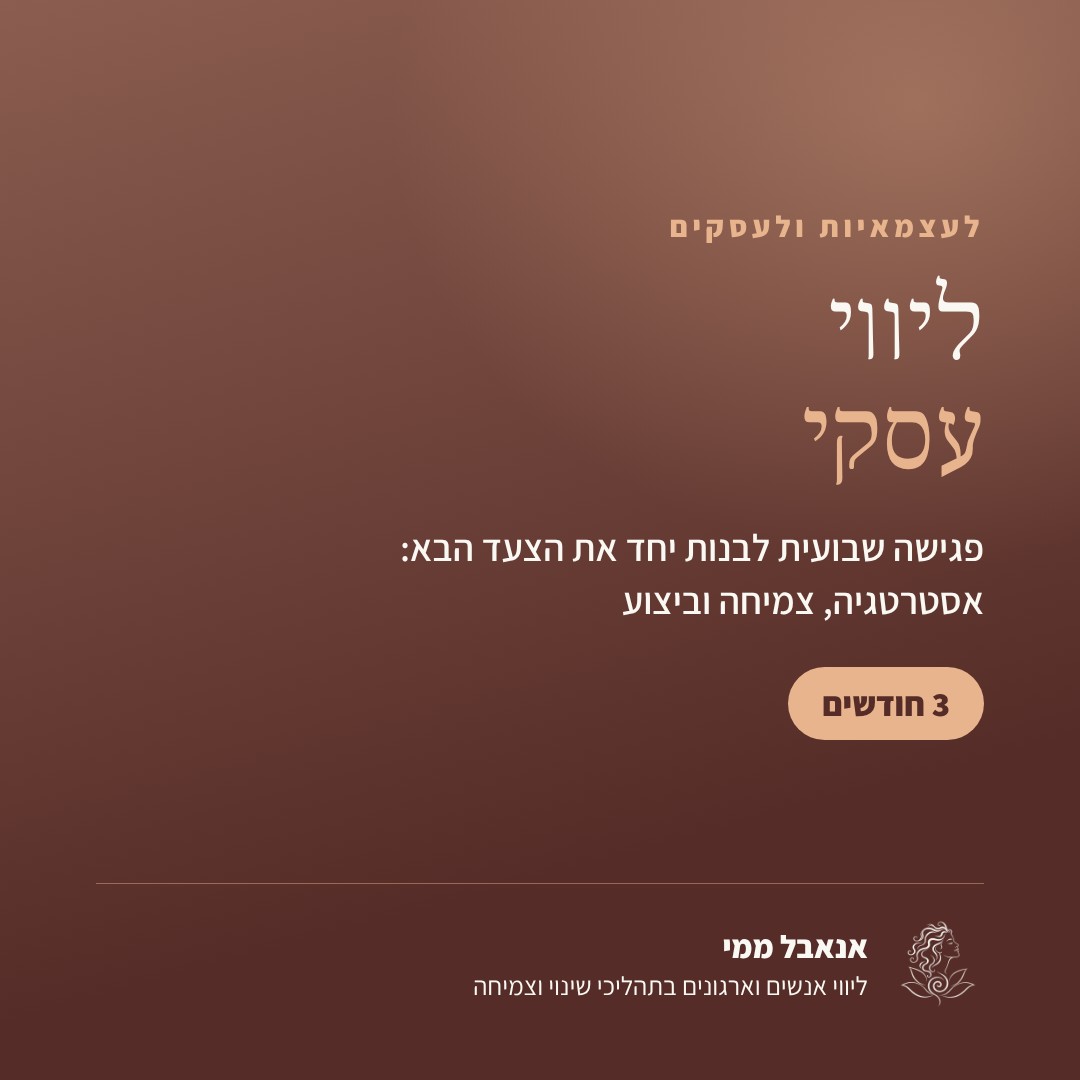 לעצמאיות ולעסקים
ליווי
עסקי
פגישה שבועית לבנות יחד את הצעד הבא:
אסטרטגיה, צמיחה וביצוע
3 חודשים
אנאבל ממי
ליווי אנשים וארגונים בתהליכי שינוי וצמיחה